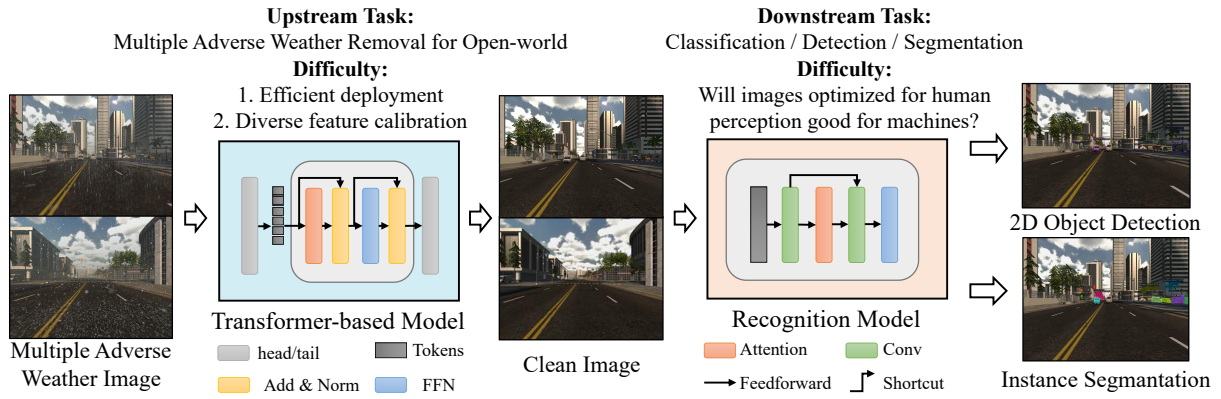 Upstream Task:
Multiple Adverse Weather Removal for Open-world
Difficulty:
1. Efficient deployment
2. Diverse feature calibration
Downstream Task:
Classification / Detection / Segmentation
Difficulty:
Will images optimized for human
perception good for machines?
Multiple Adverse
Weather Image
Transformer-based Model
head/tail
Tokens
Add & Norm
FFN
Clean Image
Recognition Model
Attention
Conv
Feedforward
Shortcut
2D Object Detection
Instance Segmantation